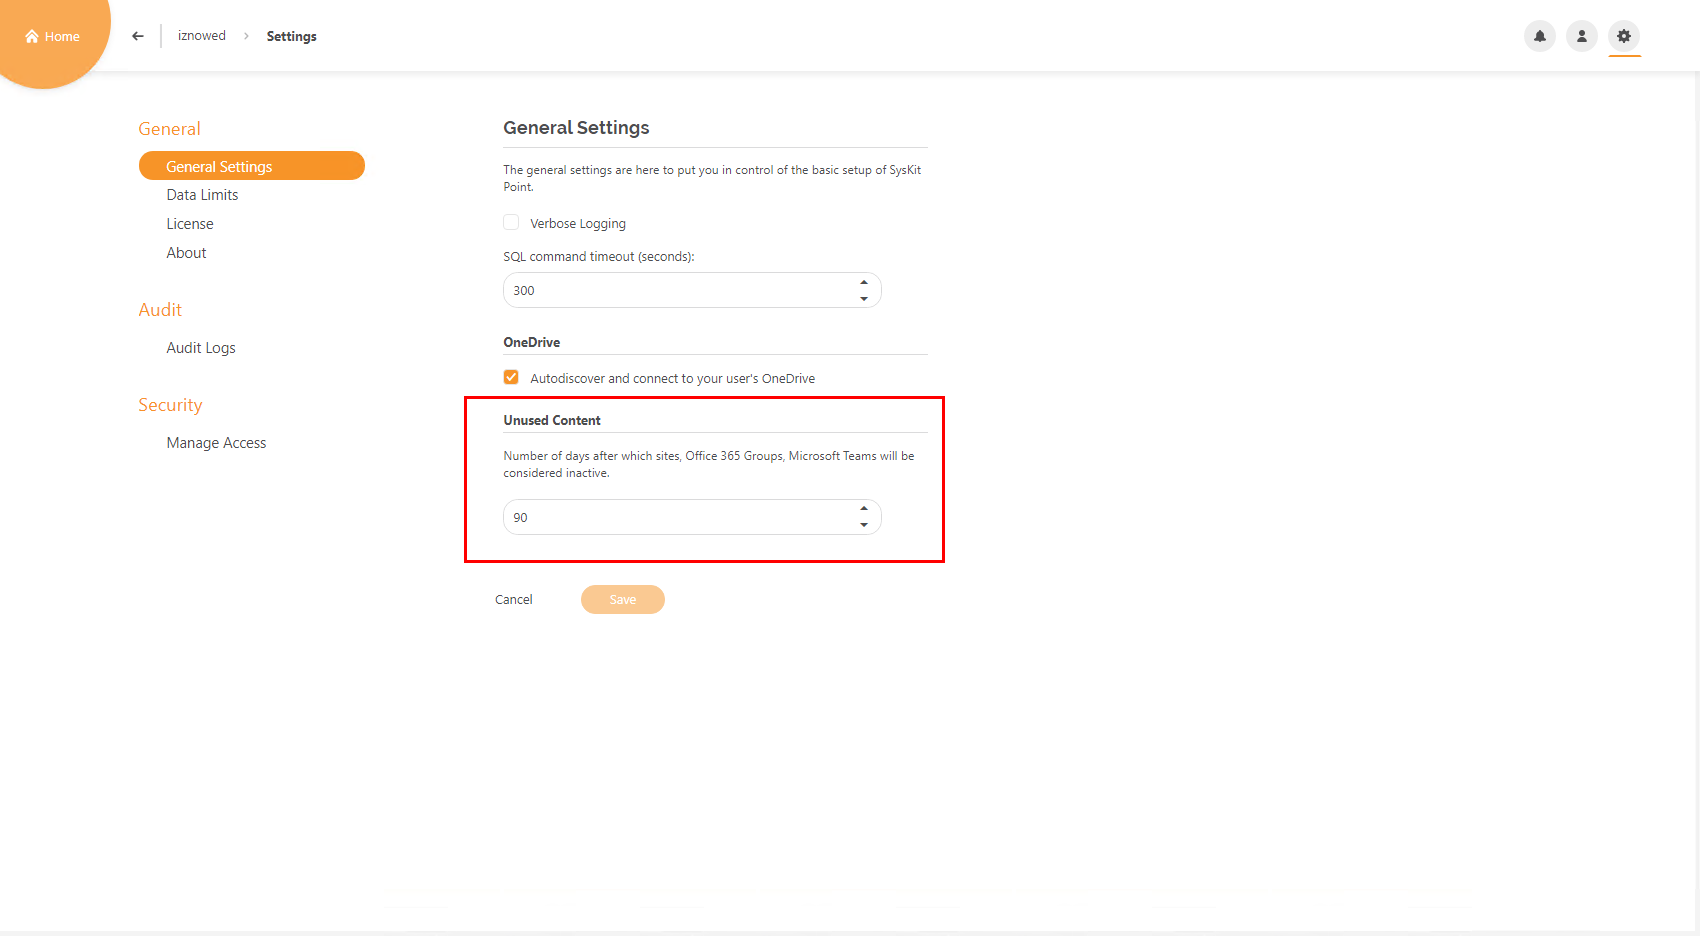 Home
iznowed
Settings
General
General Settings
Data Limits
License
About
Audit
Audit Logs
Security
Manage Access
General Settings
The general settings are here to put you in control of the basic setup of SysKit
Point.
Verbose Logging
SQL command timeout (seconds):
300
OneDrive
Autodiscover and connect to your user's OneDrive
Unused Content
Number of days after which sites, Office 365 Groups, Microsoft Teams will be
considered inactive.
90
Cancel
Save